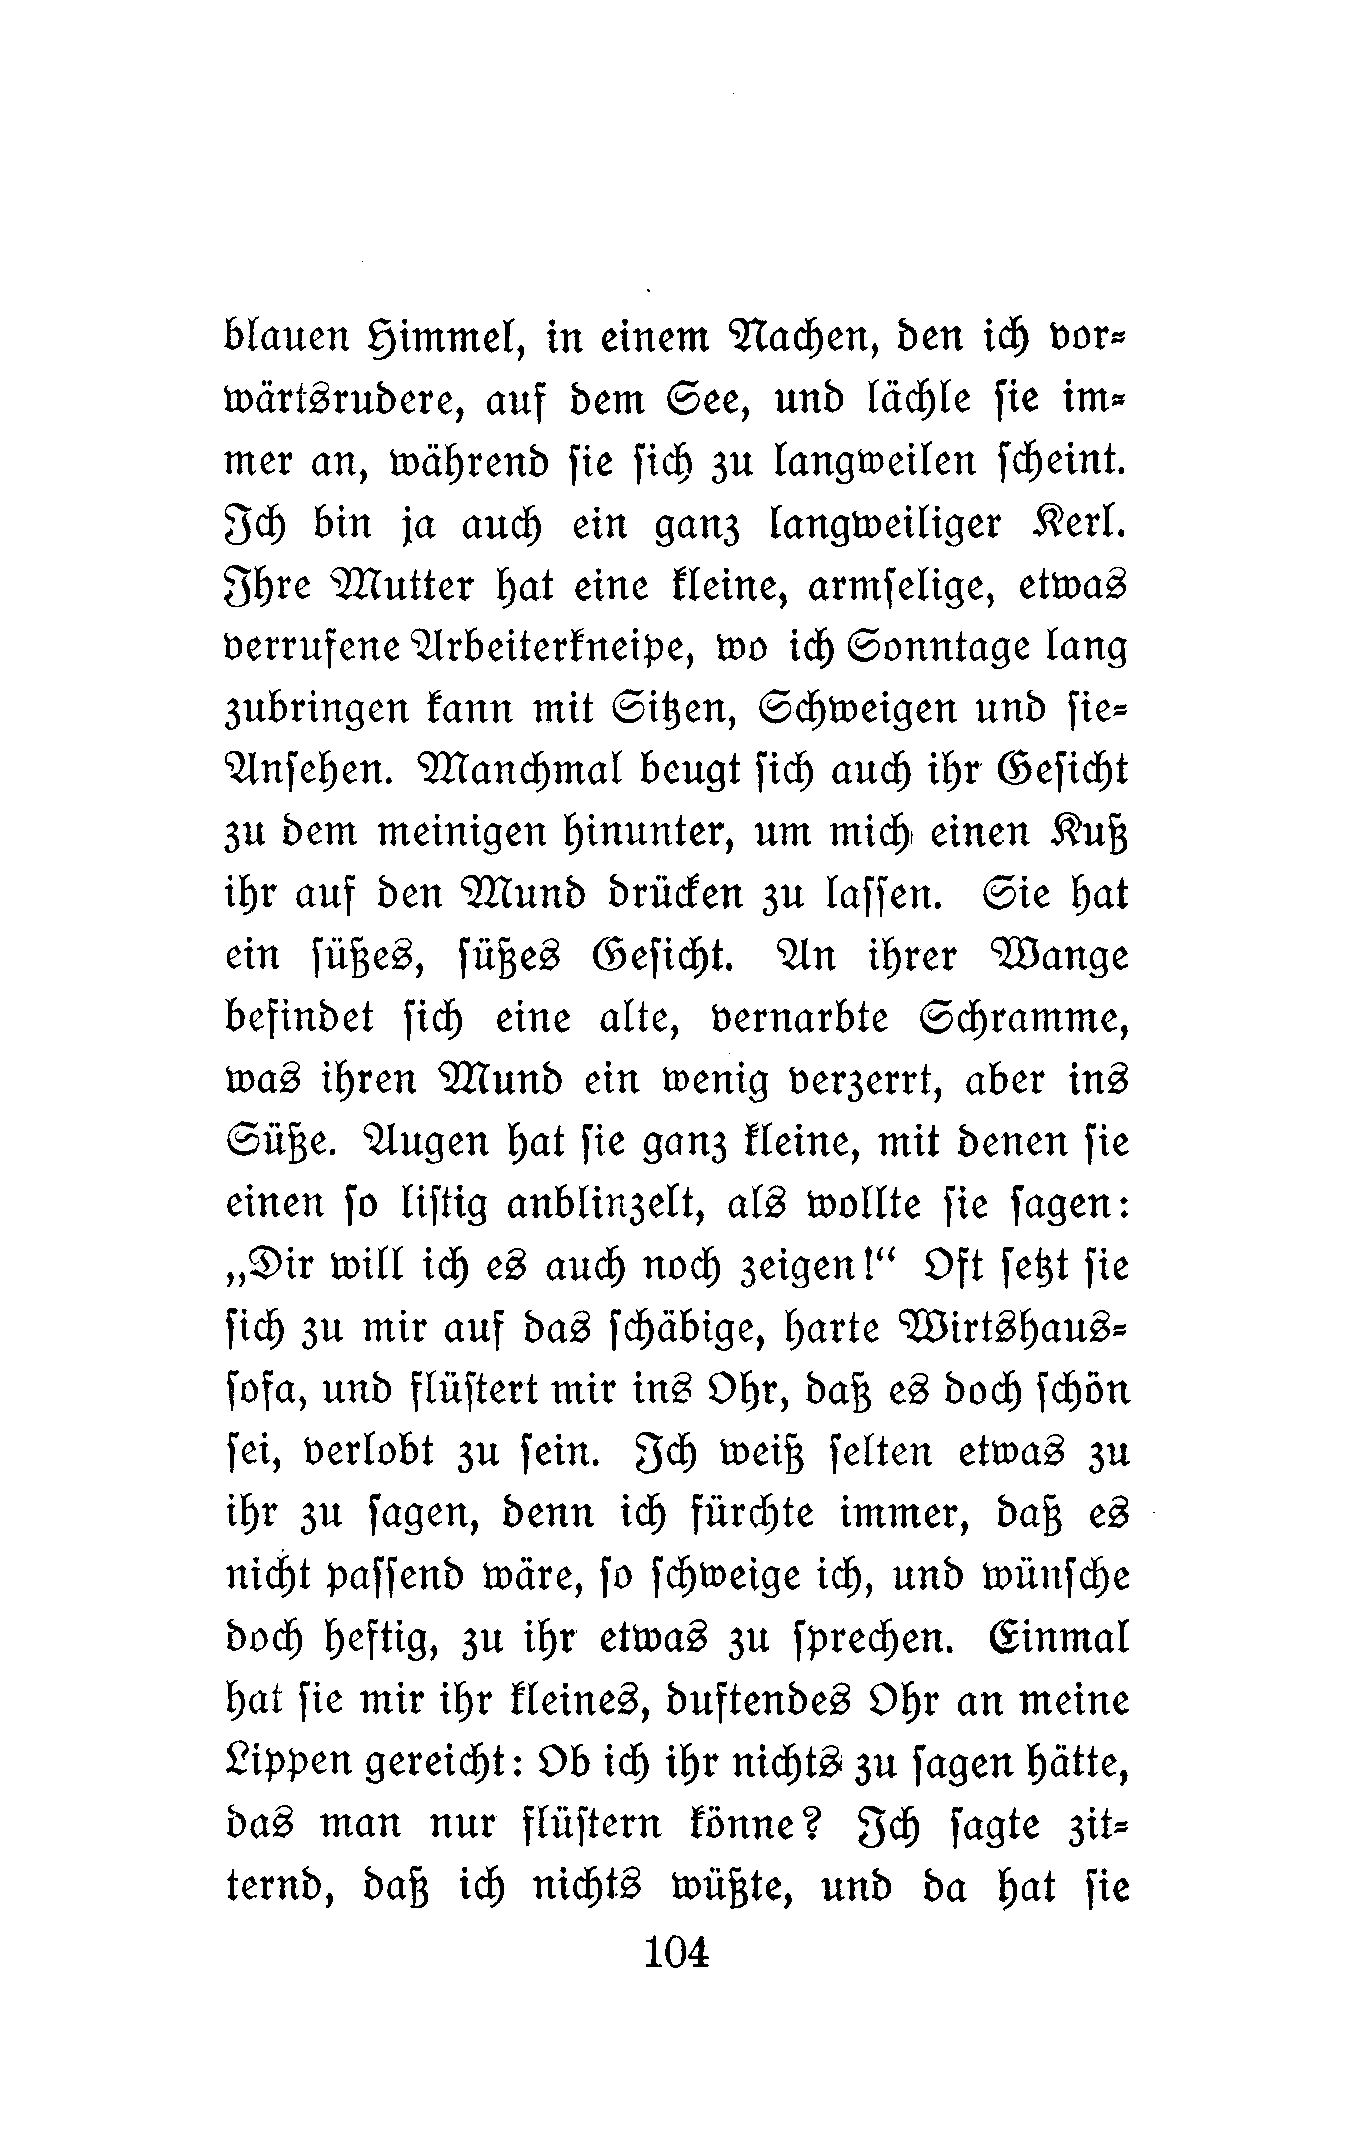 blauen Himmel, in einem Nachen, den ich vor-
wärtsrudere, auf dem See, und lächle sie im-
mer an, während sie sich zu langweilen scheint.
Ich bin ja auch ein ganz langweiliger Kerl.
Ihre Mutter hat eine kleine, armselige, etwas
verrufene Arbeiterkneipe, wo ich Sonntage lang
zubringen kann mit Sitzen, Schweigen und sie-
Ansehen. Manchmal beugt sich auch ihr Gesicht
zu dem meinigen hinunter, um mich einen Kuß
ihr auf den Mund drücken zu lassen. Sie hat
ein süßes, süßes Gesicht. An ihrer Wange
befindet sich eine alte, vernarbte Schramme,
was ihren Mund ein wenig verzerrt, aber ins
Süße. Augen hat sie ganz kleine, mit denen sie
einen so listig anblinzelt, als wollte sie sagen:
„Dir will ich es auch noch zeigen!“ Oft setzt sie
sich zu mir auf das schäbige, harte Wirtshaus-
sofa, und flüstert mir ins Ohr, daß es doch schön
sei, verlobt zu sein. Ich weiß selten etwas zu
ihr zu sagen, denn ich fürchte immer, daß es
nicht passend wäre, so schweige ich, und wünsche
doch heftig, zu ihr etwas zu sprechen. Einmal
hat sie mir ihr kleines, duftendes Ohr an meine
Lippen gereicht: Ob ich ihr nichts zu sagen hätte,
das man nur flüstern könne? Ich sagte zit-
ternd, daß ich nichts wüßte, und da hat sie
104